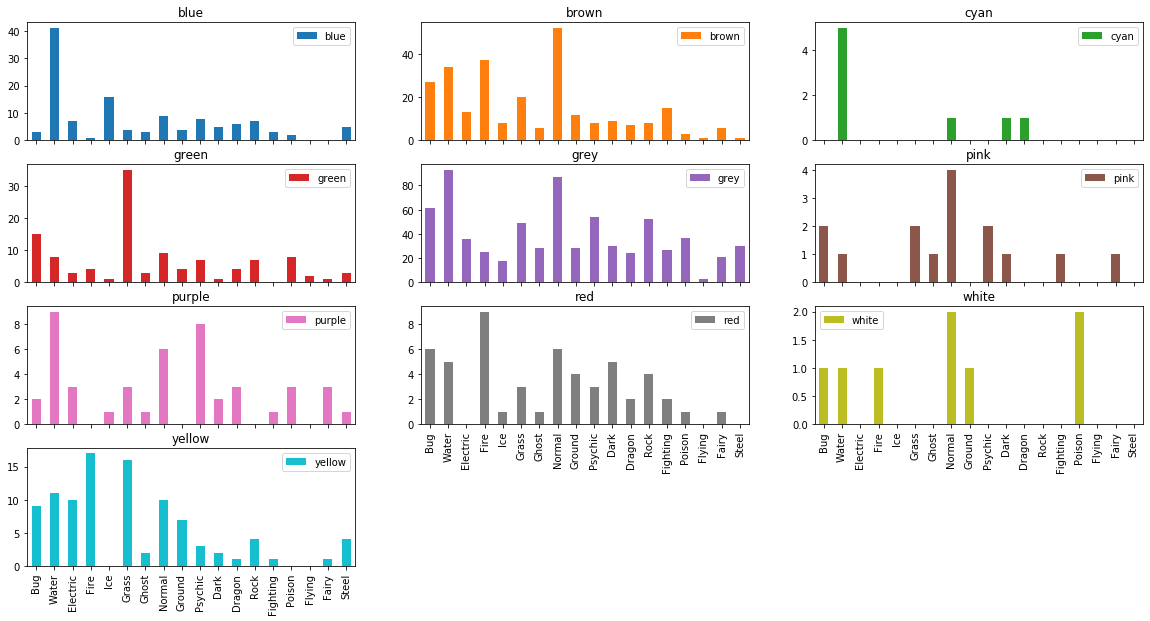 blue
40
30
20
10
0
blue
brown
40
20
0
brown
cyan
4
2
0
cyan
green
30
20
10
0
green
grey
80
60
40
20
0
grey
pink
4
3
2
1
0
pink
purple
8
6
4
2
0
purple
red
8
6
4
2
0
red
Bug
Water
Electric
Fire
Ice
Grass
Ghost
Normal
Ground
Psychic
Dark
Dragon
Rock
Fighting
Poison
Flying
Fairy
Steel
white
2.0
1.5
1.0
0.5
0.0
white
Bug
Water
Electric
Fire
Ice
Grass
Ghost
Normal
Ground
Psychic
Dark
Dragon
Rock
Fighting
Poison
Flying
Fairy
Steel
yellow
15
10
5
0
yellow
Bug
Water
Electric
Fire
Ice
Grass
Ghost
Normal
Ground
Psychic
Dark
Dragon
Rock
Fighting
Poison
Flying
Fairy
Steel